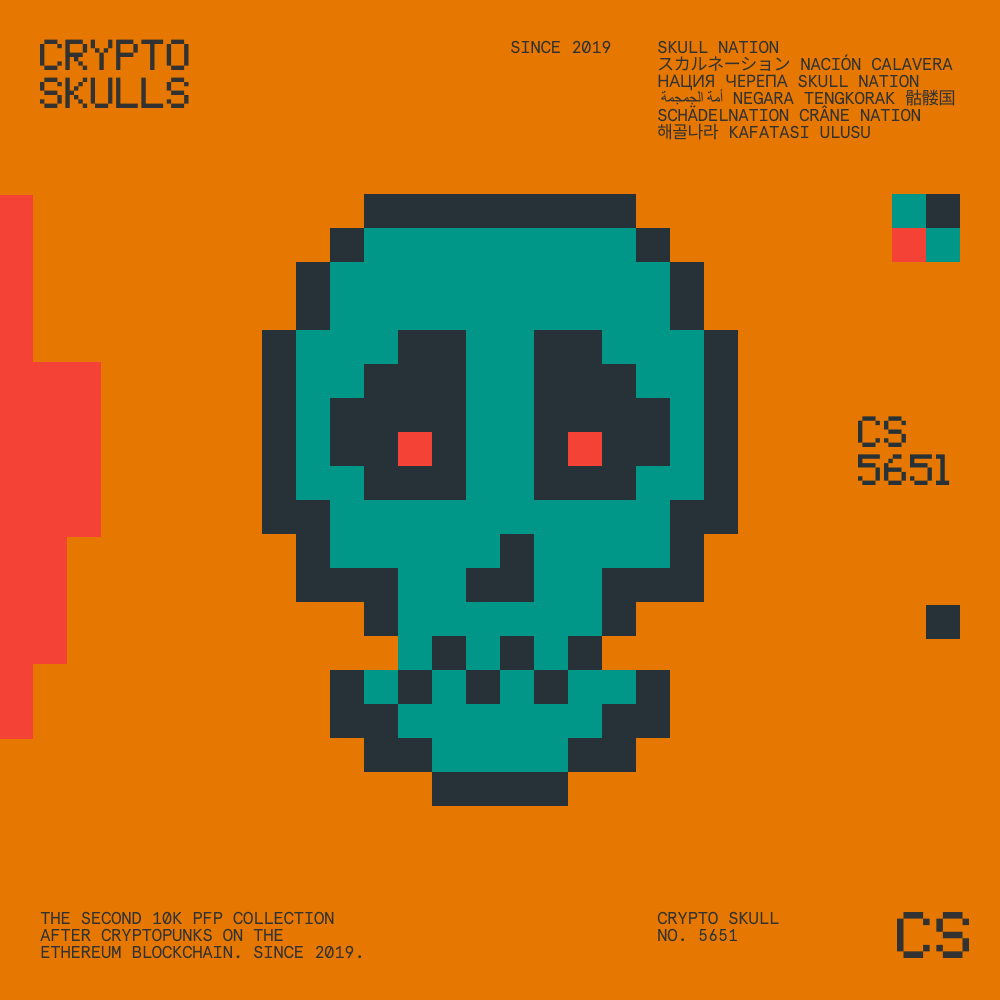 CRYPTO
SKULLS
SINCE 2019
SKULL NATION
スカルネーション NACIÓN CALAVERA
НАЦИЯ ЧЕРЕПА SKULL NATION
أمة الجمجمة NEGARA TENGKORAK 骷髅国
SCHÄDELNATION CRÂNE NATION
해골나라 KAFATASI ULUSU
CS
5651
THE SECOND 10K PFP COLLECTION
AFTER CRYPTOPUNKS ON THE
ETHEREUM BLOCKCHAIN. SINCE 2019.
CRYPTO SKULL
NO. 5651
CS